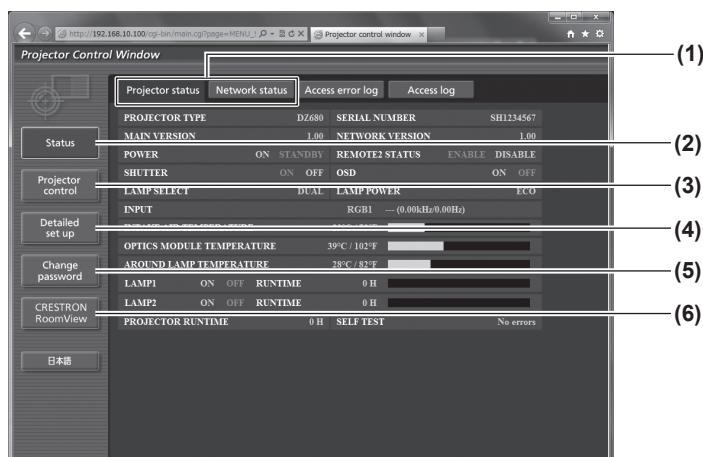 http://192.168.10.100/cgi-bin/main.cgi?page=MENU_
Projector control window
Projector Control Window
(1)
Projector status Network status Access error log Access log
PROJECTOR TYPE DZ680 SERIAL NUMBER SH1234567
MAIN VERSION 1.00 NETWORK VERSION 1.00
Status
(2)
POWER ON STANDBY REMOTE2 STATUS ENABLE DISABLE
SHUTTER ON OFF OSD ON OFF
Projector control
(3)
LAMP SELECT DUAL LAMP POWER ECO
INPUT RGB1 --- (0.00kHz/0.00Hz)
Detailed set up
(4)
OPTICS MODULE TEMPERATURE 39°C / 102°F
AROUND LAMP TEMPERATURE 28°C / 82°F
Change password
(5)
LAMP1 ON OFF RUNTIME 0 H
LAMP2 ON OFF RUNTIME 0 H
CRESTRON RoomView
(6)
PROJECTOR RUNTIME 0 H SELF TEST No errors
日本語